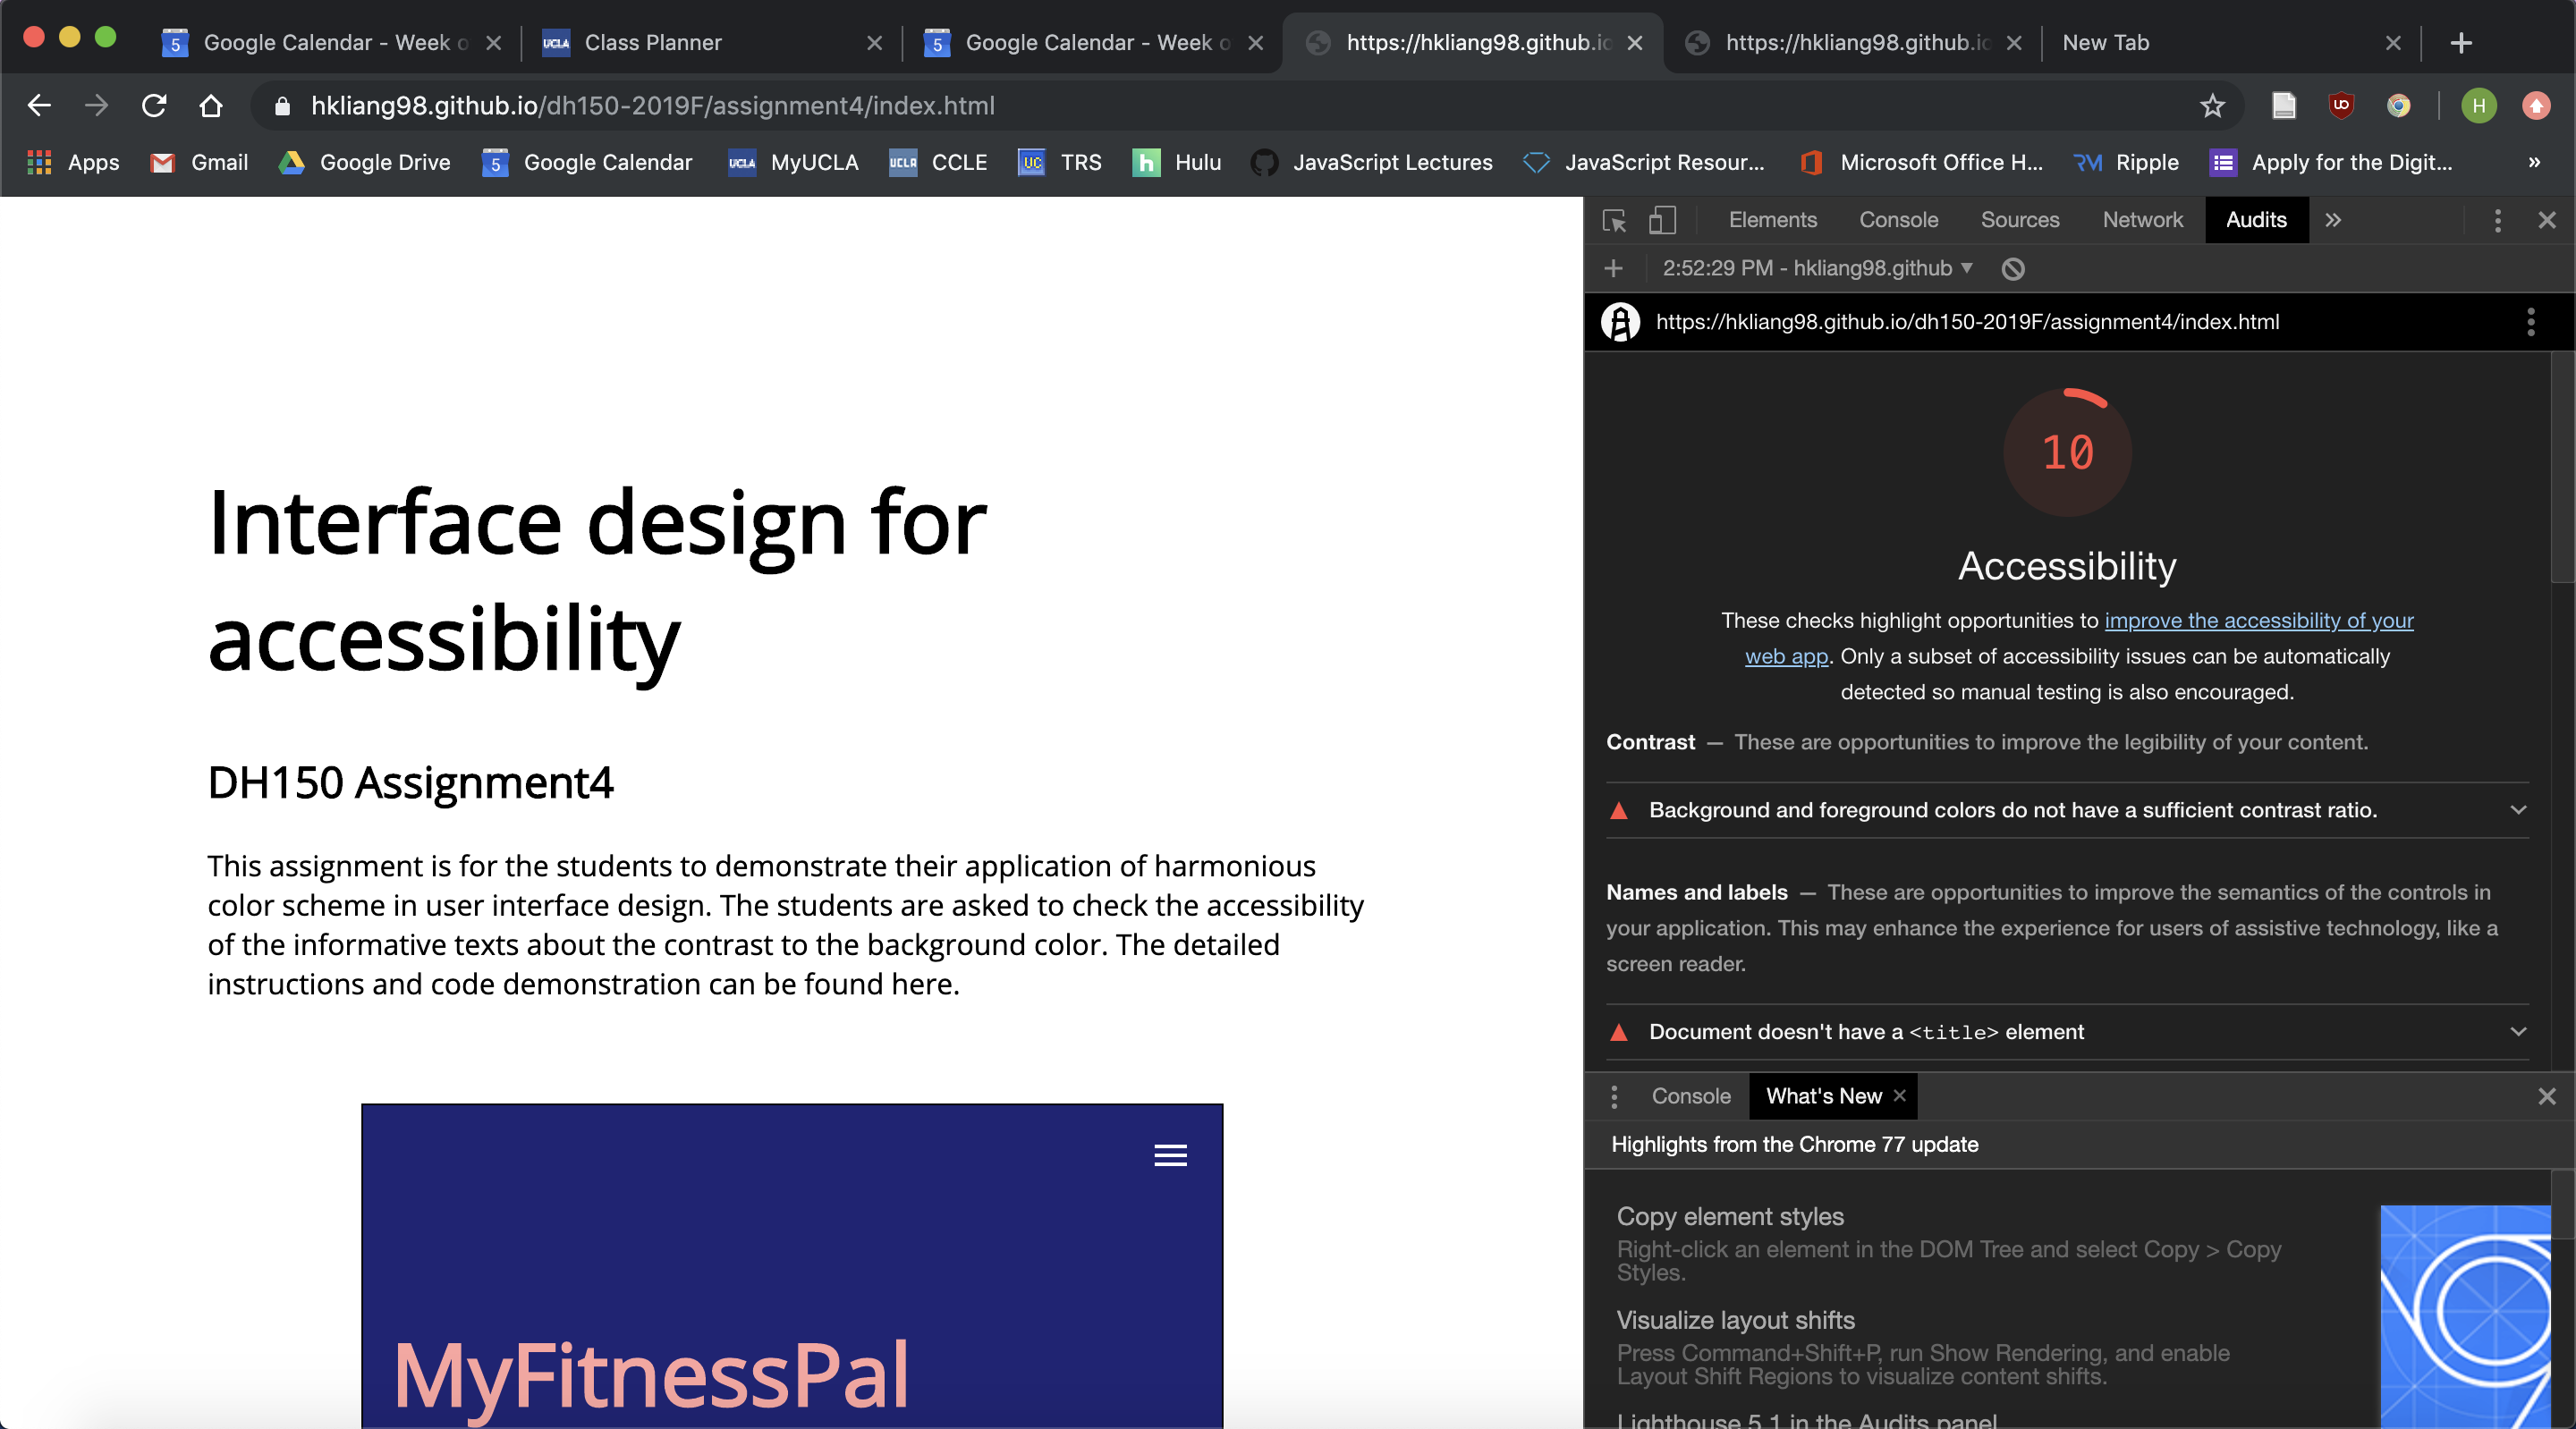 Google Calendar - Week o
Class Planner
Google Calendar - Week o
https://hkliang98.github.io
https://hkliang98.github.io
New Tab
hkliang98.github.io/dh150-2019F/assignment4/index.html
H
Apps
Gmail
Google Drive
5
Google Calendar
UCLA
MyUCLA
UCLA
CCLE
UC
TRS
h
Hulu
JavaScript Lectures
JavaScript Resour...
Microsoft Office H...
Ripple
Apply for the Digit...
»
Interface design for
accessibility
DH150 Assignment4
This assignment is for the students to demonstrate their application of harmonious
color scheme in user interface design. The students are asked to check the accessibility
of the informative texts about the contrast to the background color. The detailed
instructions and code demonstration can be found here.
MyFitnessPal
Elements
Console
Sources
Network
Audits
»
2:52:29 PM - hkliang98.github
https://hkliang98.github.io/dh150-2019F/assignment4/index.html
10
Accessibility
These checks highlight opportunities to improve the accessibility of your
web app. Only a subset of accessibility issues can be automatically
detected so manual testing is also encouraged.
Contrast — These are opportunities to improve the legibility of your content.
Background and foreground colors do not have a sufficient contrast ratio.
Names and labels — These are opportunities to improve the semantics of the controls in
your application. This may enhance the experience for users of assistive technology, like a
screen reader.
Document doesn't have a <title> element
Console
What's New
Highlights from the Chrome 77 update
Copy element styles
Right-click an element in the DOM Tree and select Copy > Copy
Styles.
Visualize layout shifts
Press Command+Shift+P, run Show Rendering, and enable
Layout Shift Regions to visualize content shifts.
Lighthouse 5.1 in the Audits panel